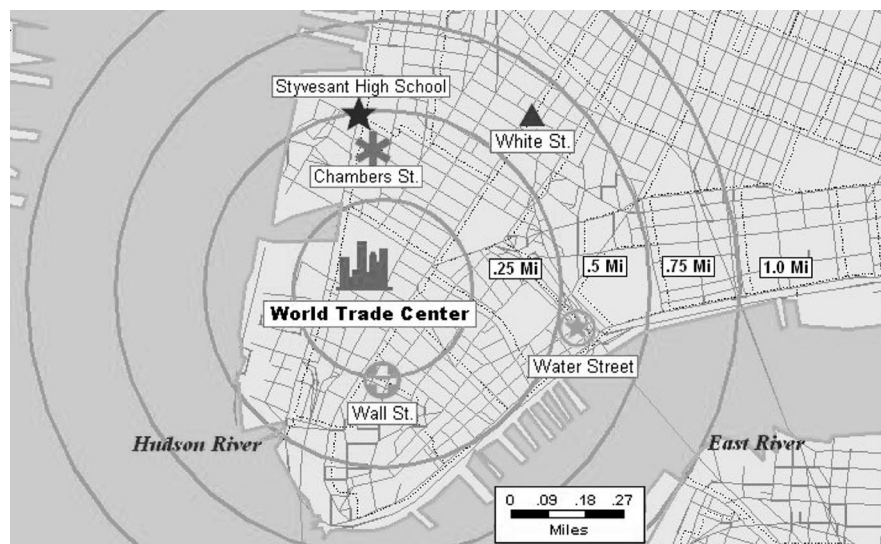 Styvesant High School
White St.
Chambers St.
.25 Mi
.5 Mi
.75 Mi
1.0 Mi
World Trade Center
Water Street
Wall St.
Hudson River
East River
0 .09 .18 .27
Miles